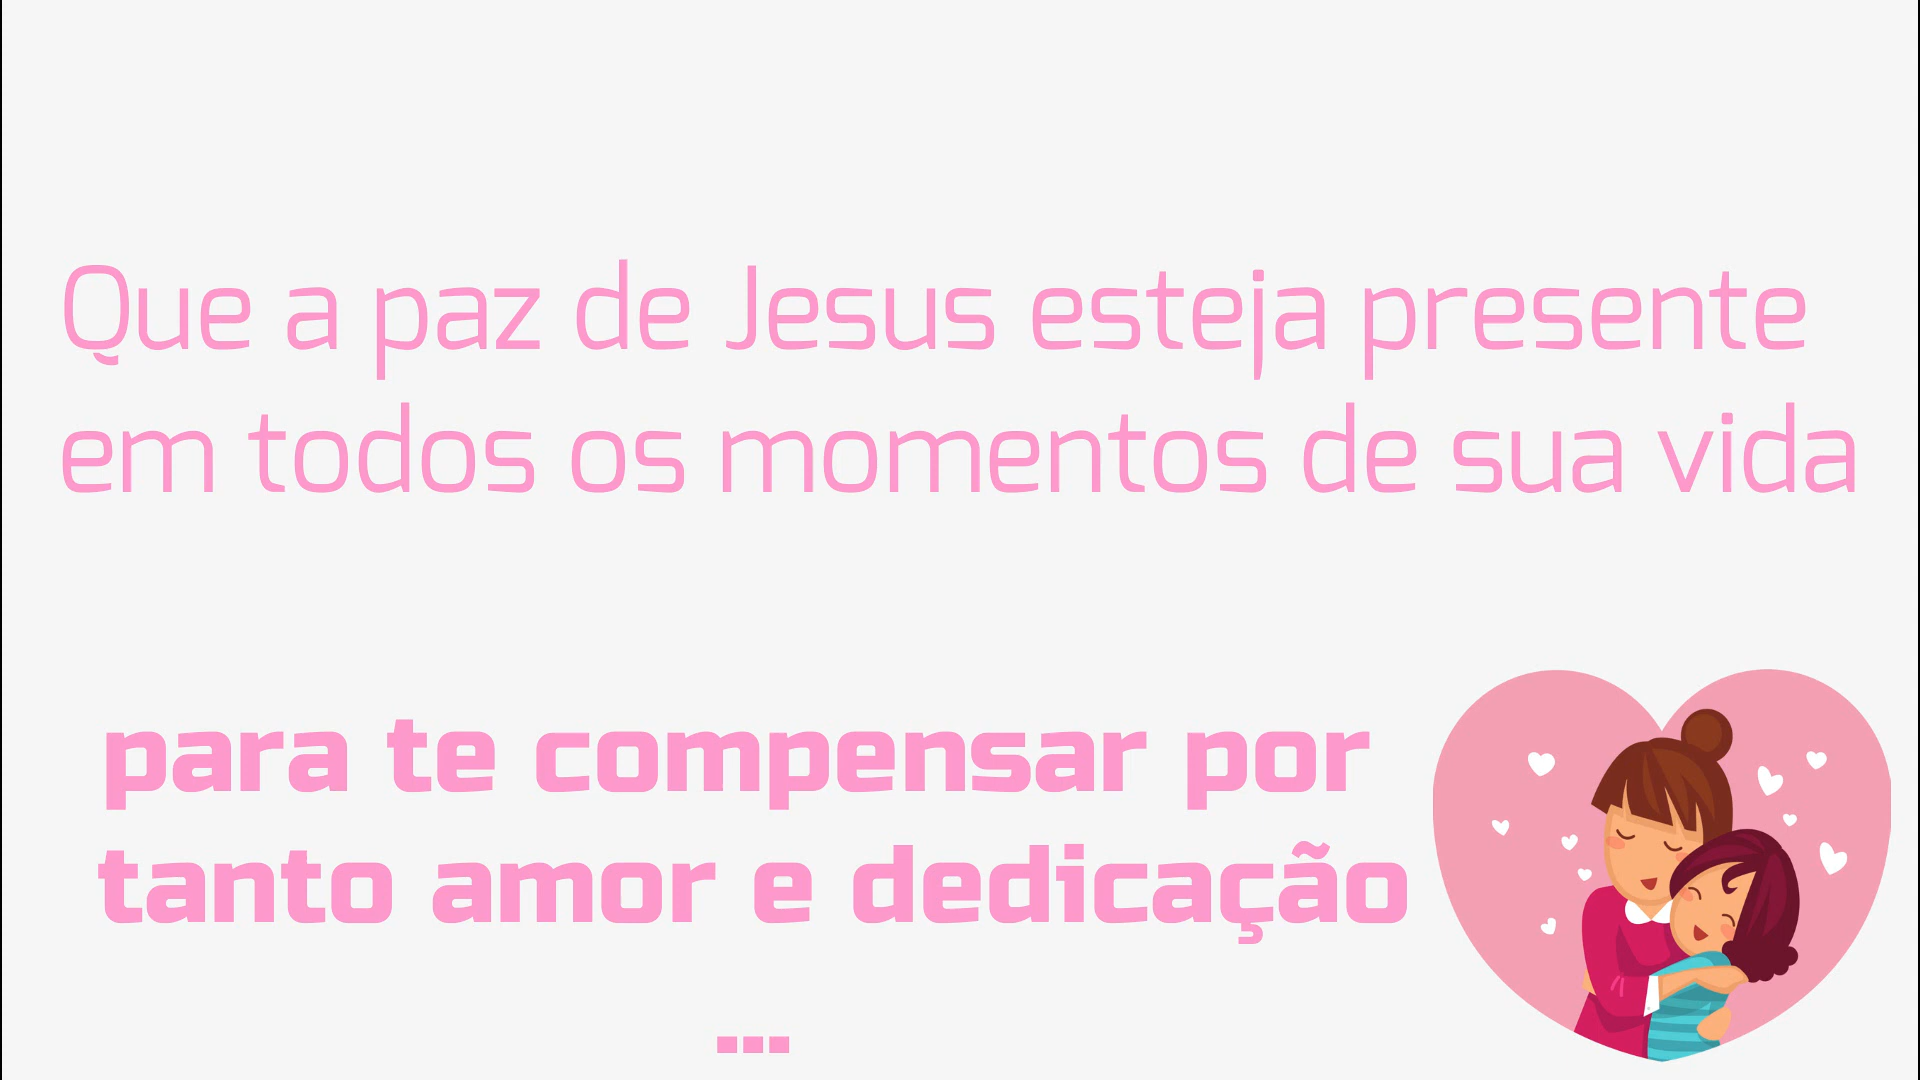 Que a paz de Jesus esteja presente
em todos os momentos de sua vida
para te compensar por
tanto amor e dedicação
...